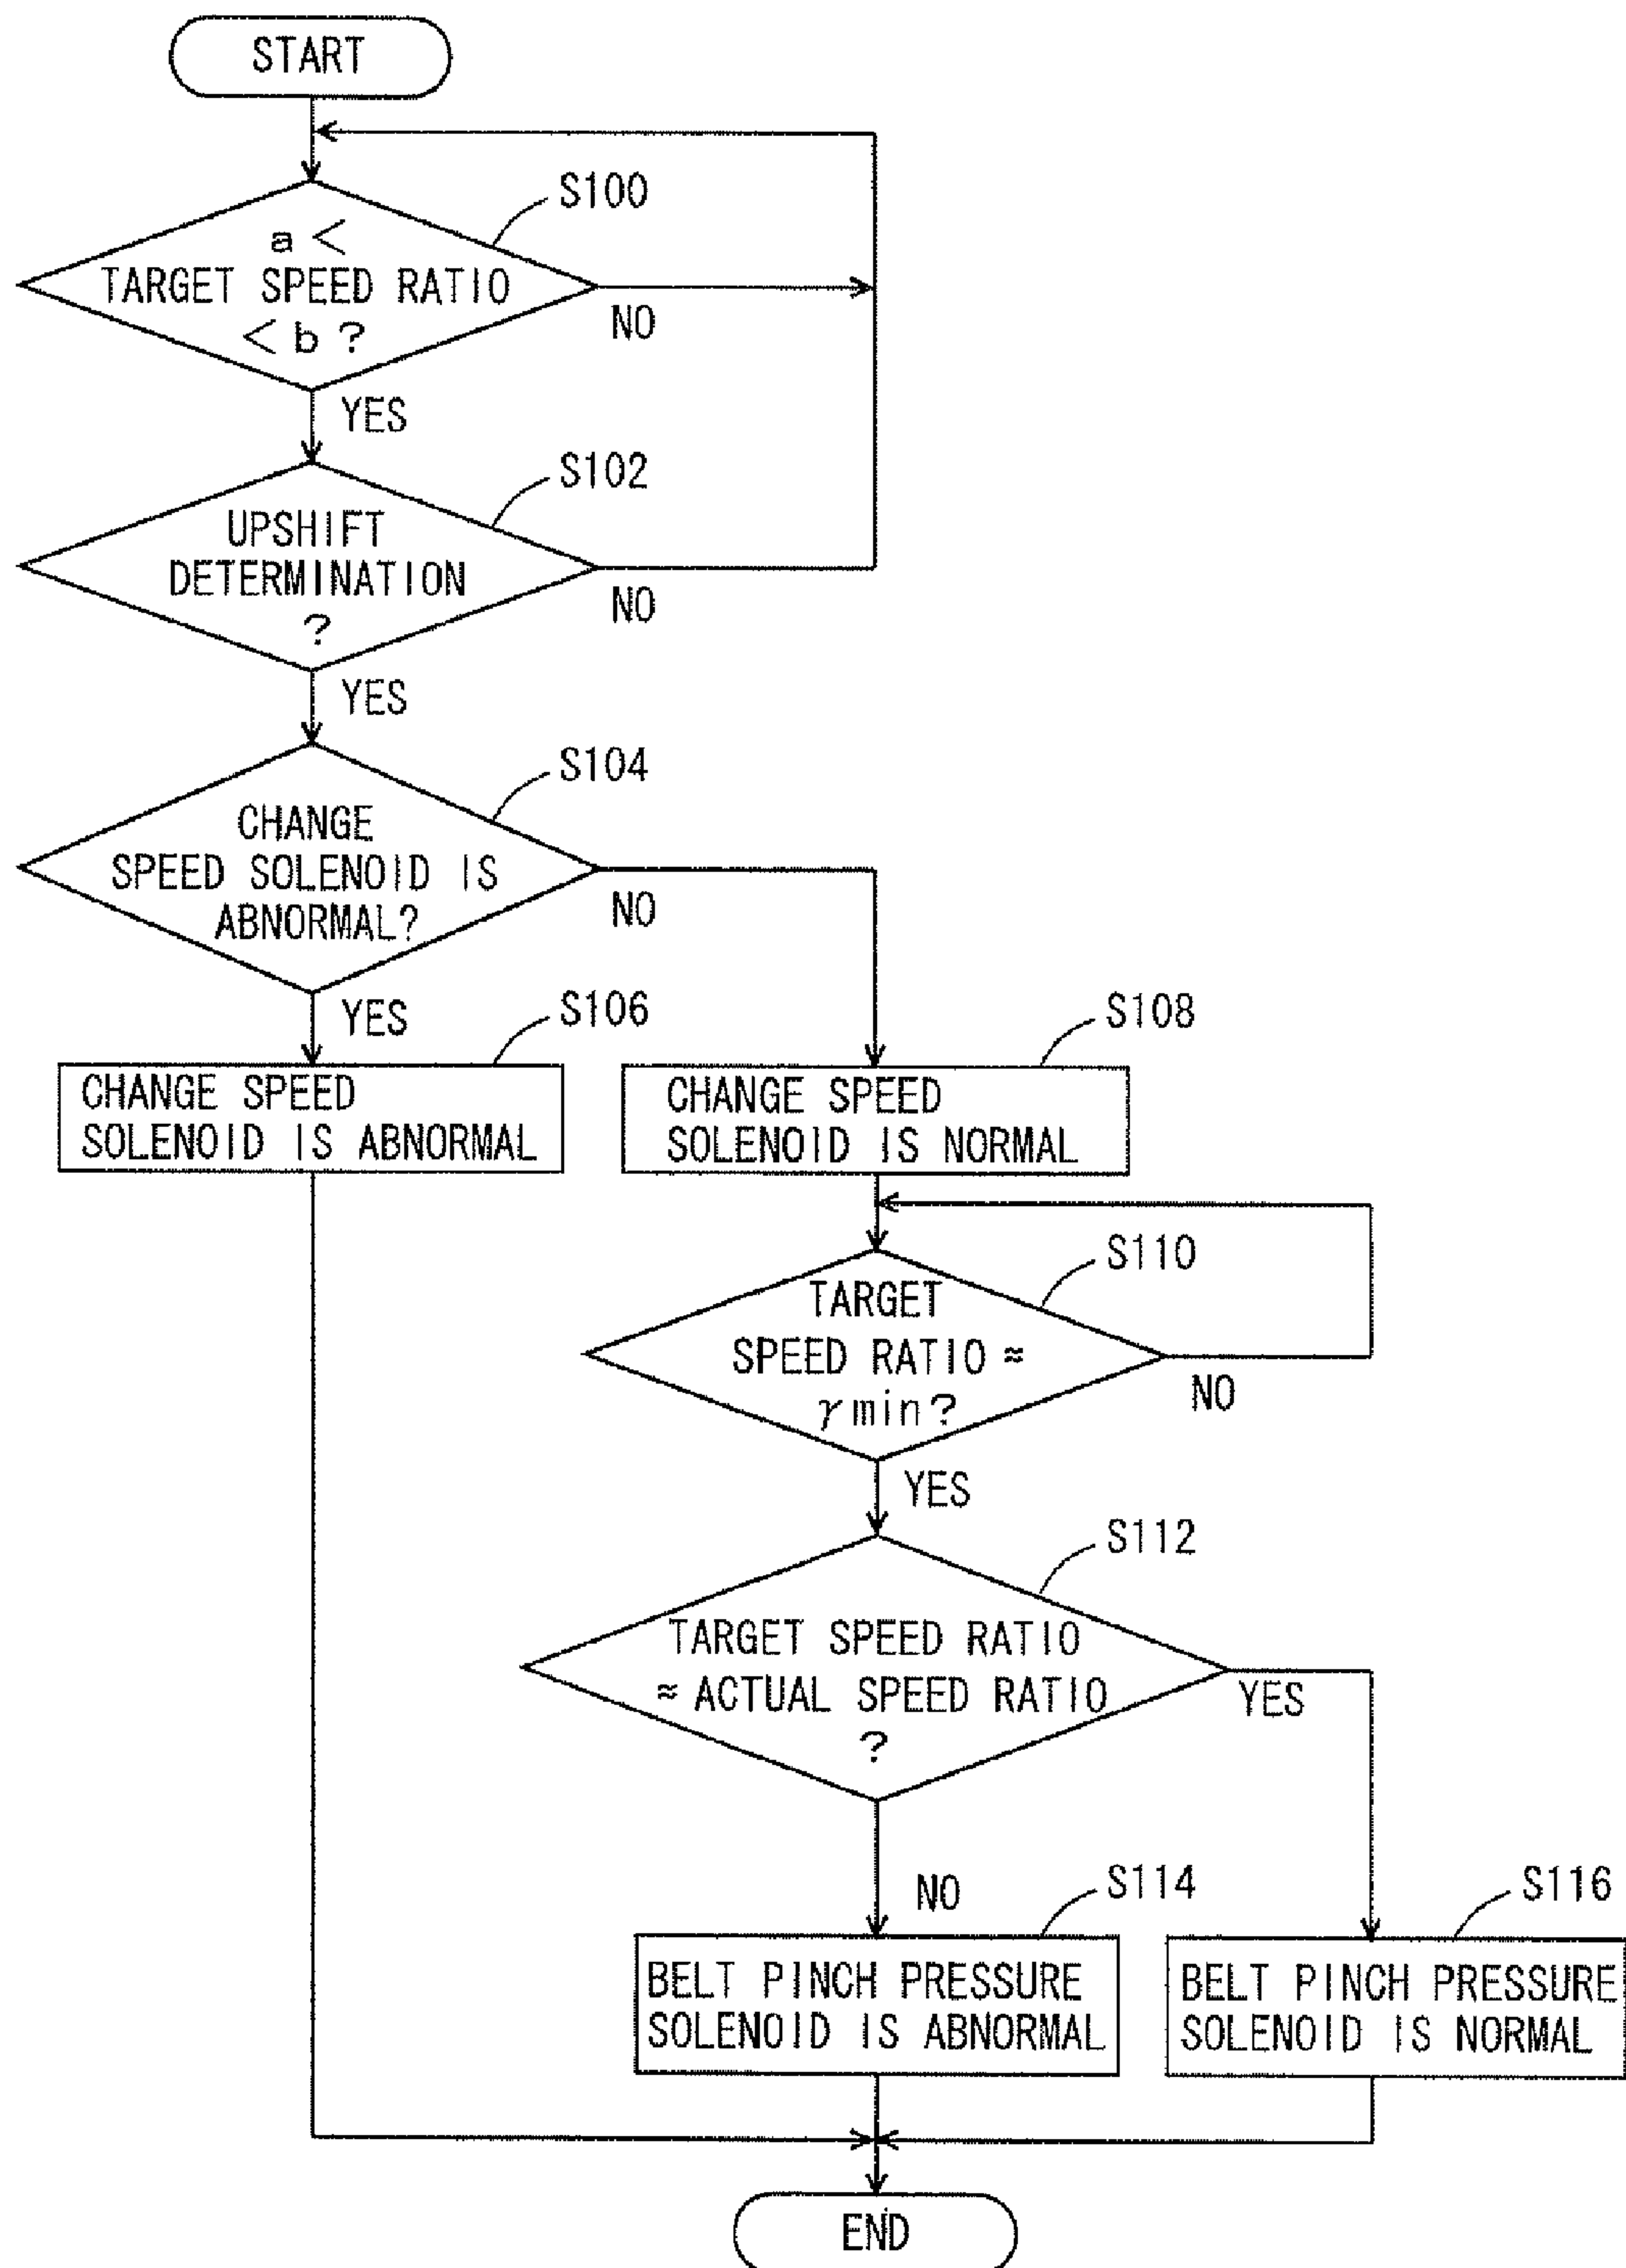 START
S100
a <
TARGET SPEED RATIO
< b ?
NO
YES
S102
UPSHIFT
DETERMINATION
?
NO
YES
S104
CHANGE
SPEED SOLENOID IS
ABNORMAL?
NO
YES
S106
CHANGE SPEED
SOLENOID IS ABNORMAL
S108
CHANGE SPEED
SOLENOID IS NORMAL
S110
TARGET
SPEED RATIO ≈
γmin?
NO
YES
S112
TARGET SPEED RATIO
≈ ACTUAL SPEED RATIO
?
YES
NO
S114
BELT PINCH PRESSURE
SOLENOID IS ABNORMAL
S116
BELT PINCH PRESSURE
SOLENOID IS NORMAL
END